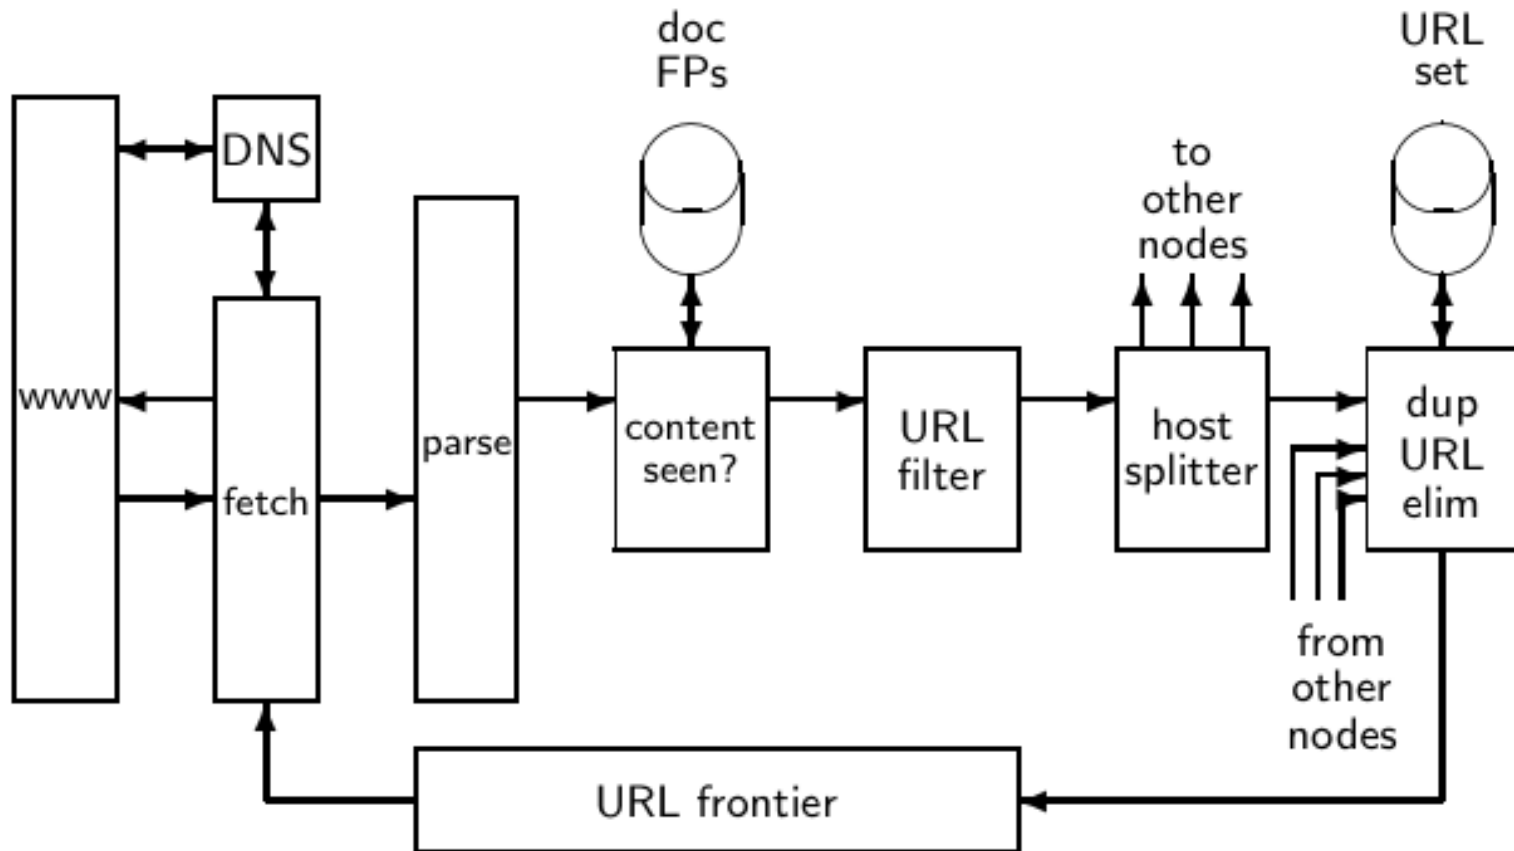 doc
FPs
URL
set
DNS
to
other
nodes
www
parse
fetch
content
seen?
URL
filter
host
splitter
dup
URL
elim
from
other
nodes
URL frontier